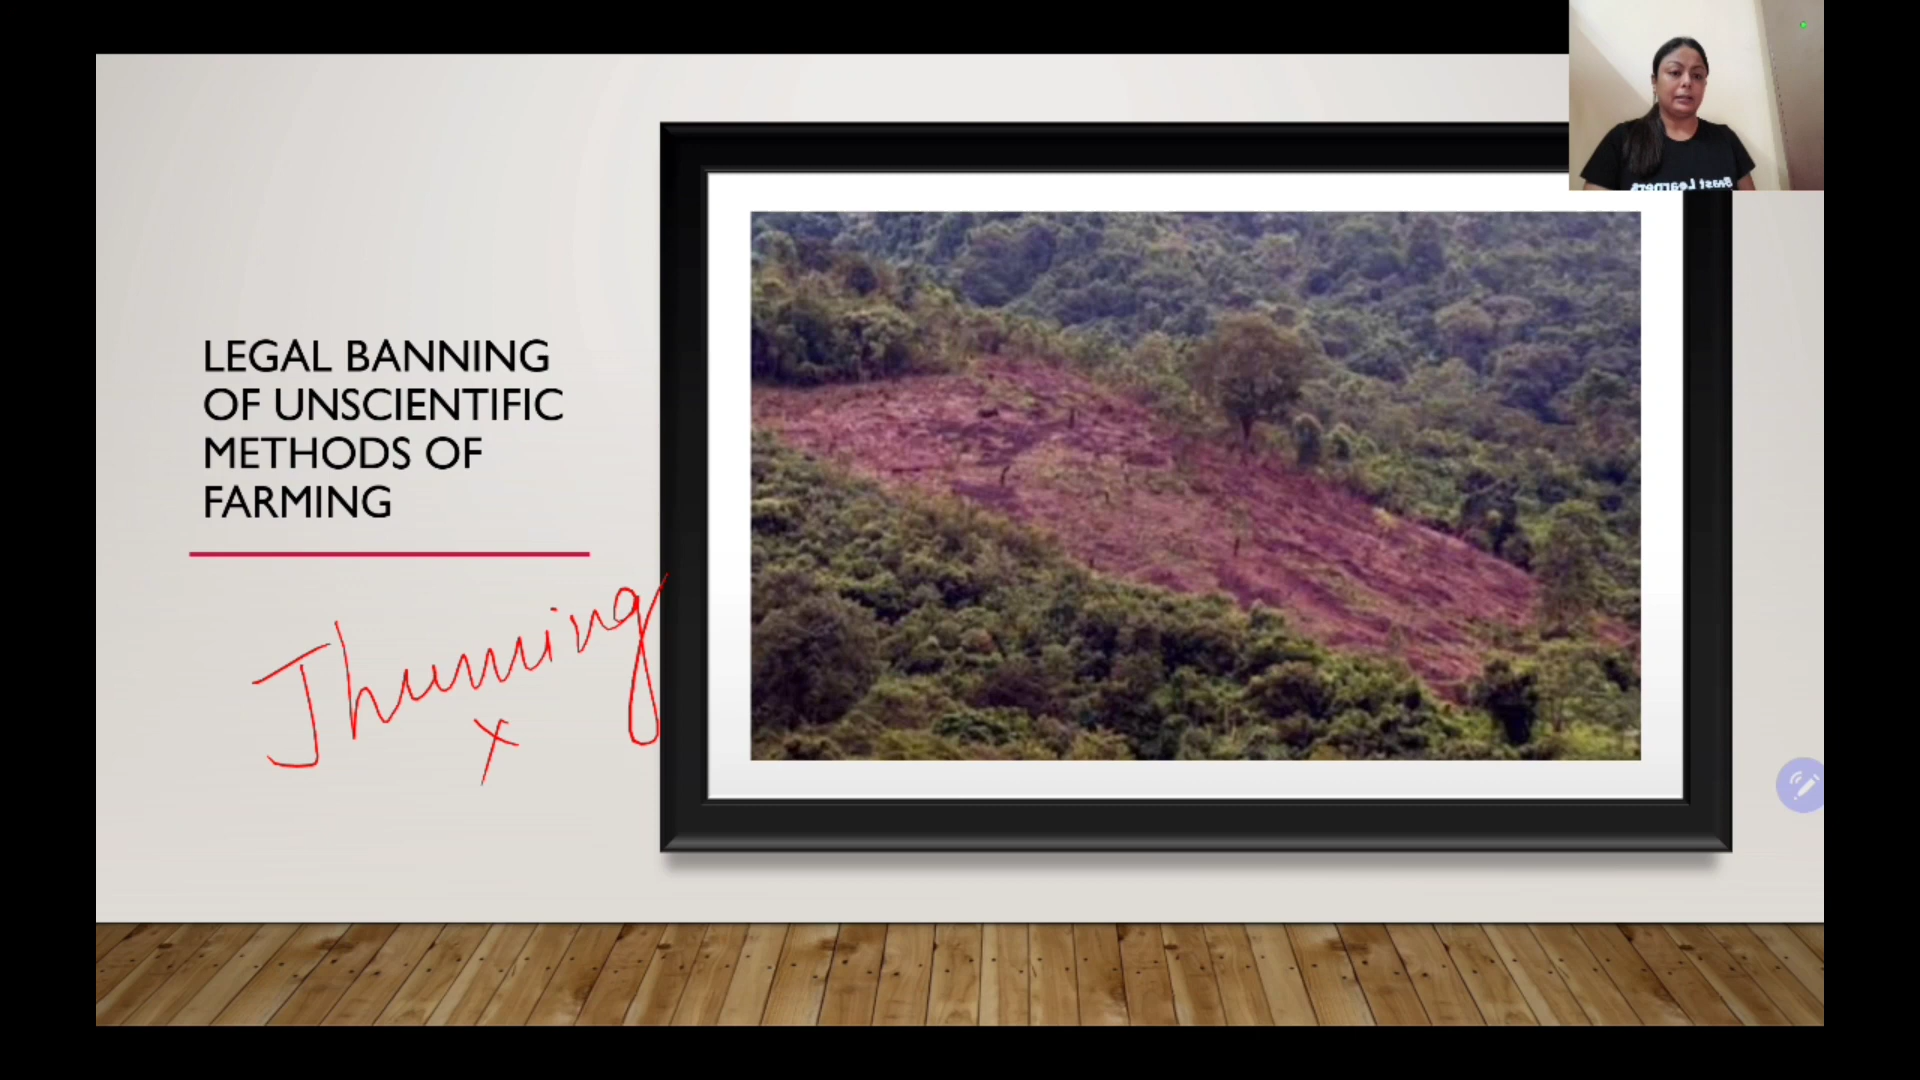 LEGAL BANNING
OF UNSCIENTIFIC
METHODS OF
FARMING
Jhuming
x